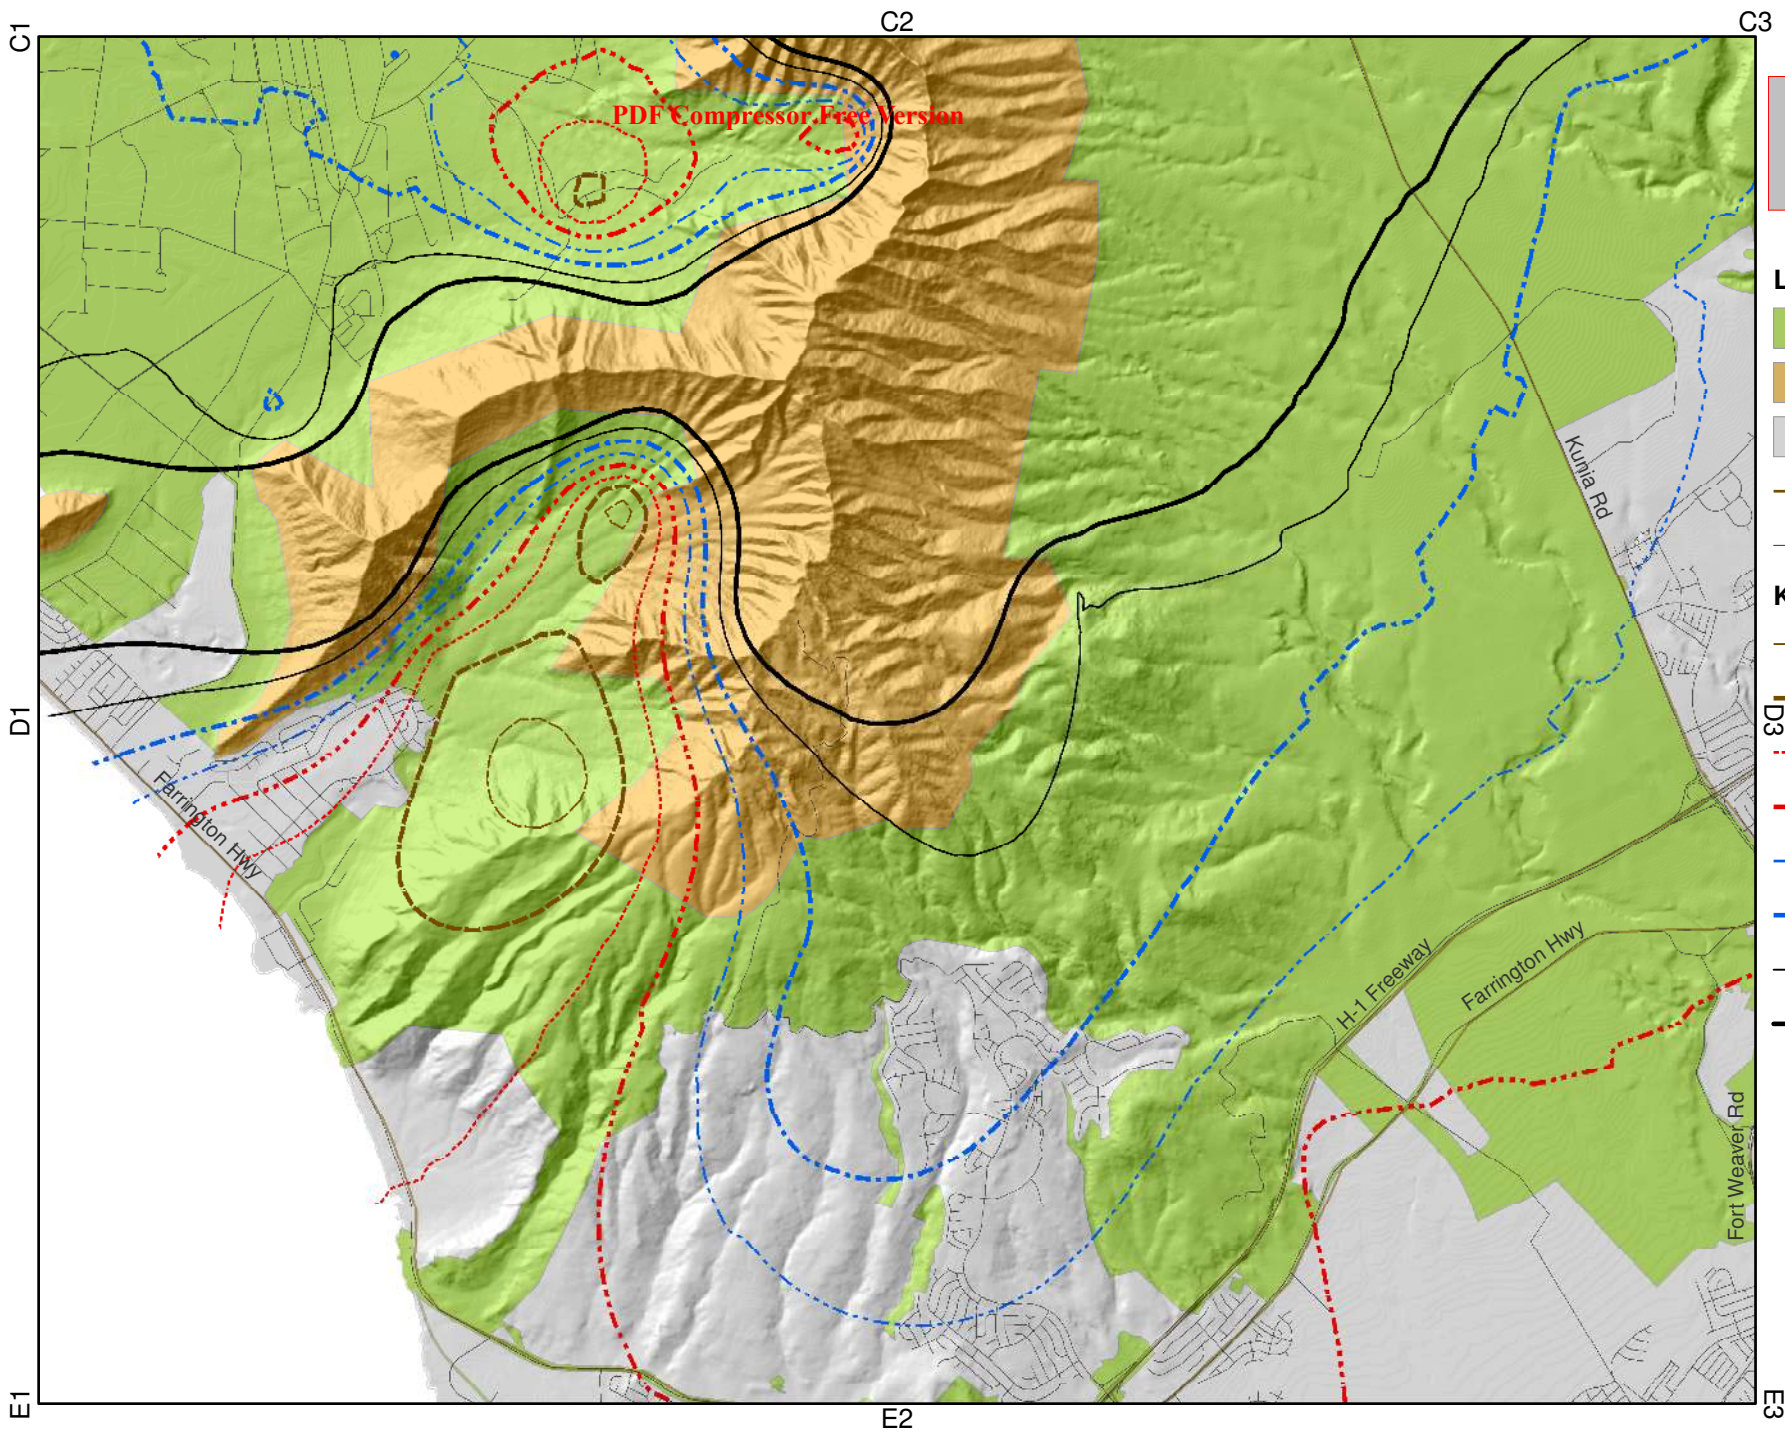 C1
C2
C3
PDF Compressor Free Version
L
Kunia Rd
K
D1
D3
Farrington Hwy
H-1 Freeway
Farrington Hwy
Fort Weaver Rd
E1
E2
E3